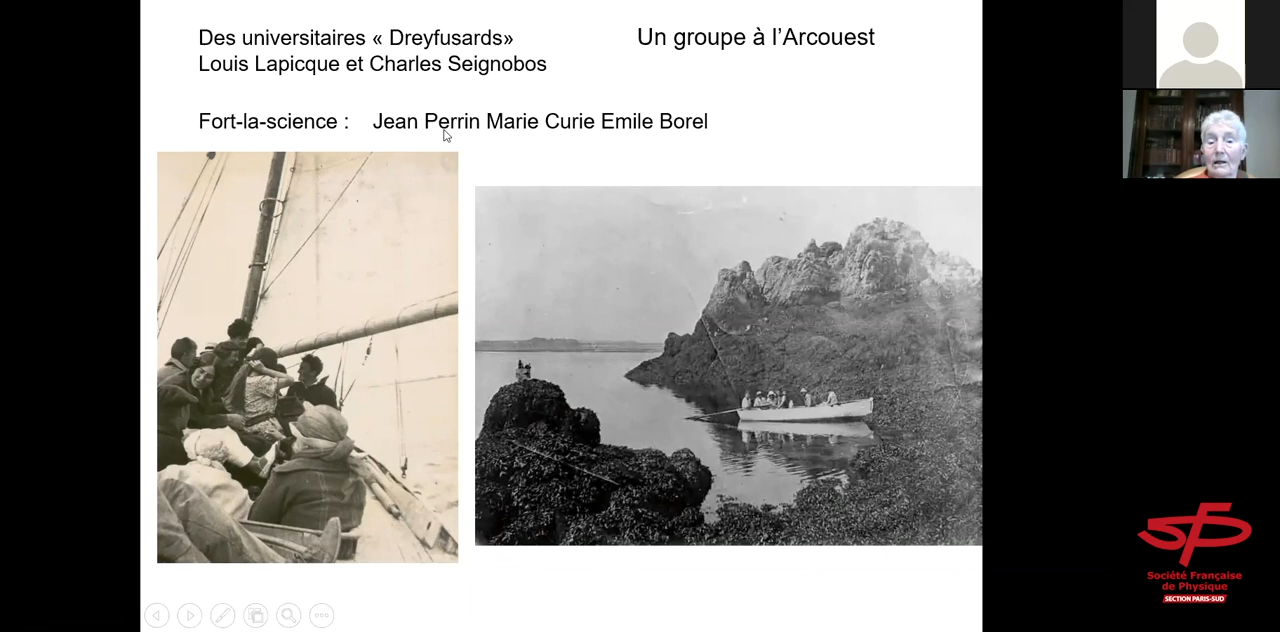 Des universitaires « Dreyfusards»
Louis Lapicque et Charles Seignobos
Un groupe à l’Arcouest
Fort-la-science : Jean Perrin Marie Curie Emile Borel
sfp
Société Française
de Physique
SECTION PARIS-SUD